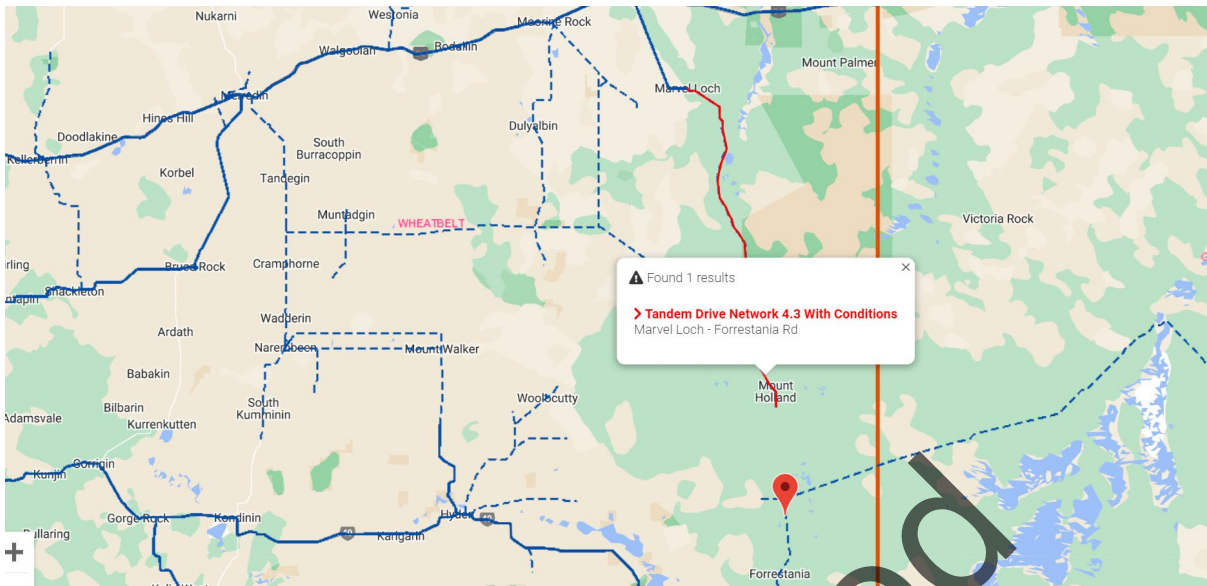 Nukarni
Westonia
Moorine Rock
Walgoolan
Bodallin
Mount Palmer
Merredin
Marvel Loch
Hines Hill
Doodlakine
Dulyalbin
South
Burracoppin
Kellerberrin
Korbel
Tandegin
Muntadgin
WHEATBELT
Victoria Rock
Cramphorne
Bruce Rock
Shackleton
Found 1 results
×
Tandem Drive Network 4.3 With Conditions
Marvel Loch - Forrestania Rd
Wadderin
Ardath
Narembeen
Mount Walker
Babakin
Mount
Holland
Woolocutty
Bilbarin
South
Kumminin
Adamsvale
Kurrenkutten
Corrigin
Kunjin
Gorge Rock
Kondinin
Hyden
40
40
Karlgarin
Pullaring
+
Forrestania
d